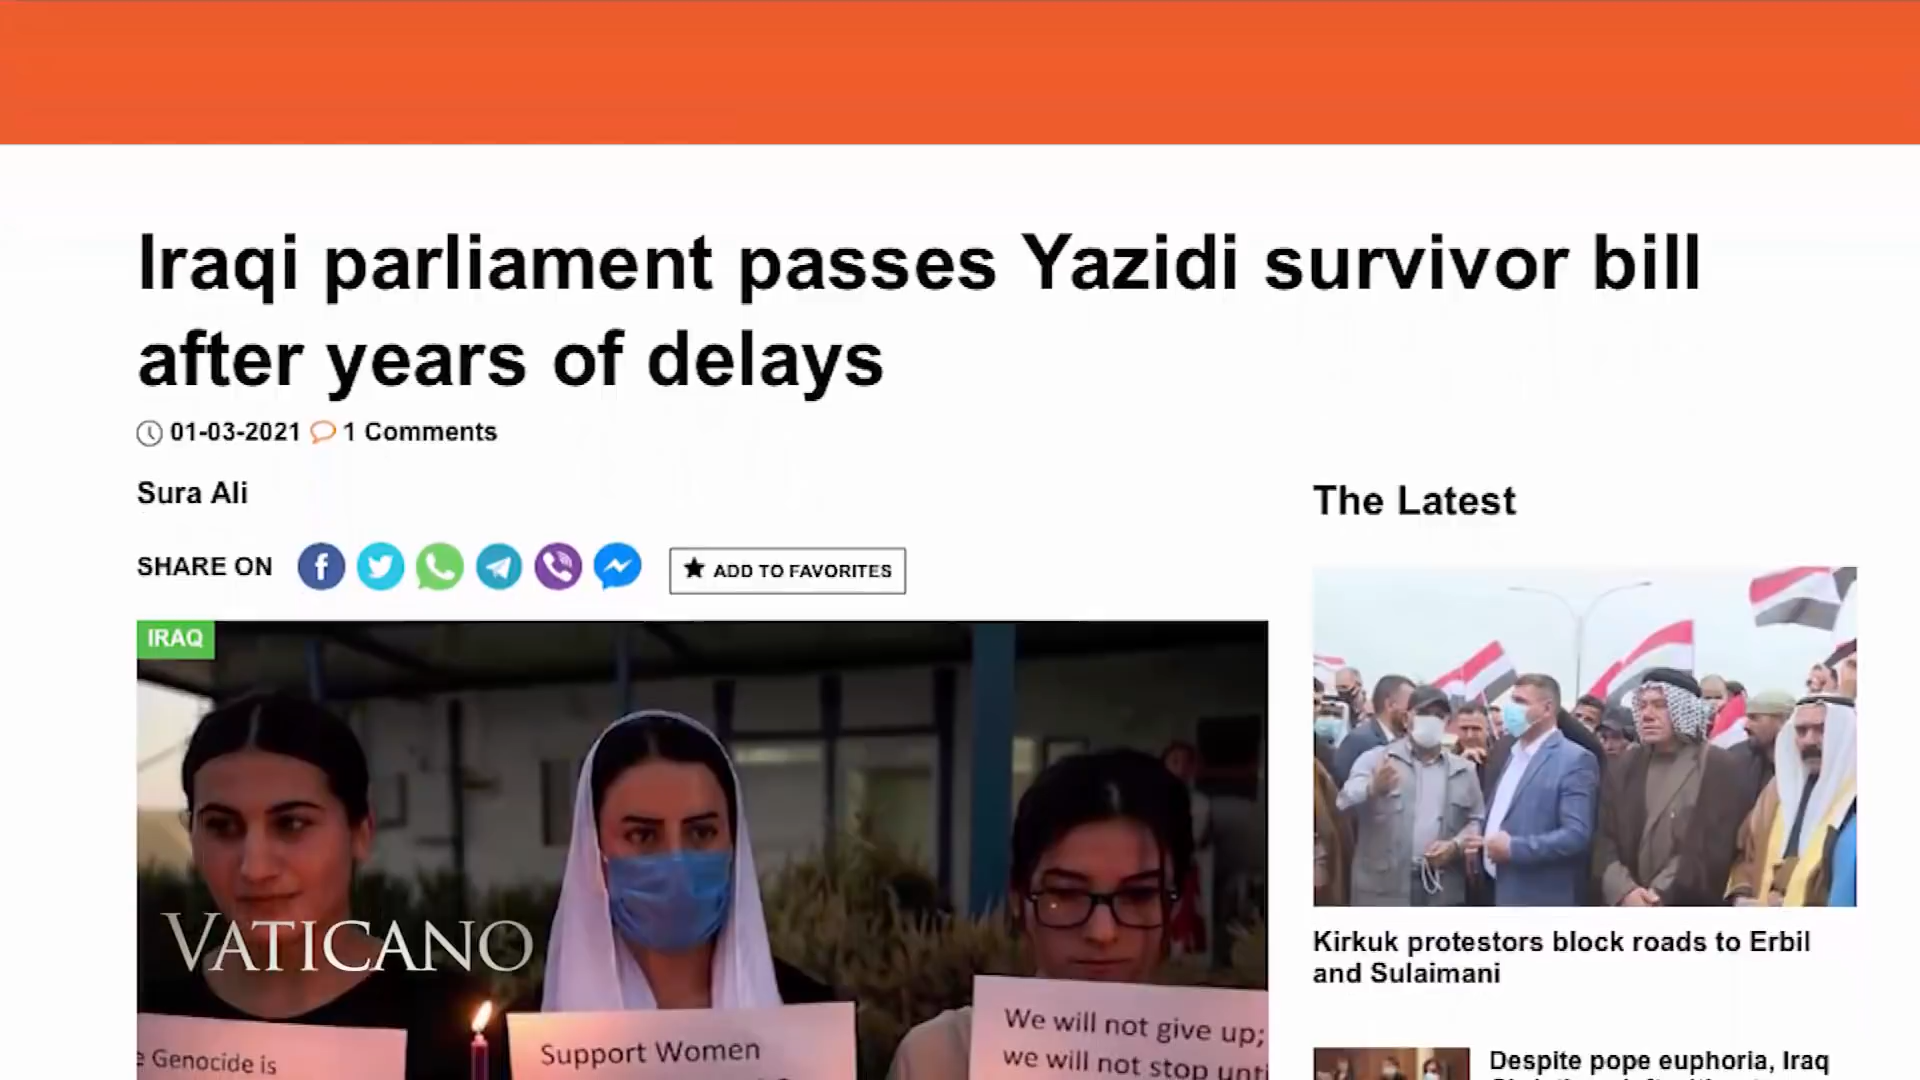 Iraqi parliament passes Yazidi survivor bill
after years of delays
01-03-2021 1 Comments
Sura Ali
SHARE ON
ADD TO FAVORITES
IRAQ
VATICANO
e Genocide is
Support Women
We will not give up;
we will not stop unti
The Latest
Kirkuk protestors block roads to Erbil
and Sulaimani
Despite pope euphoria, Iraq